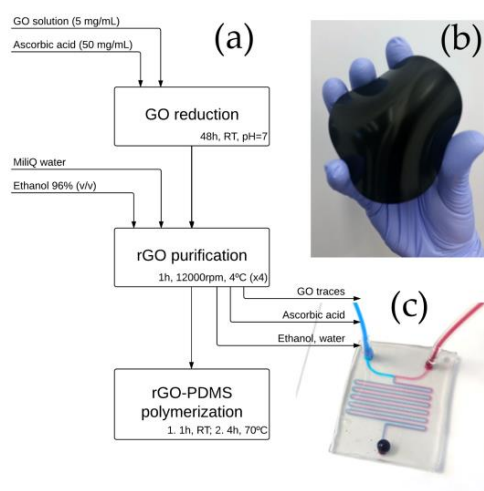 GO solution (5 mg/mL)
(a)
(b)
Ascorbic acid (50 mg/mL)
GO reduction
48h, RT, pH=7
MiliQ water
Ethanol 96% (v/v)
rGO purification
1h, 12000rpm, 4ºC (x4)
GO traces
Ascorbic acid
(c)
Ethanol, water
rGO-PDMS
polymerization
1. 1h, RT; 2. 4h, 70ºC